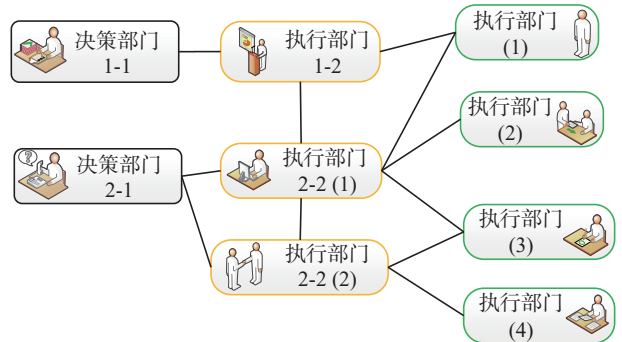 决策部门
1-1
执行部门
1-2
执行部门
(1)
执行部门
(2)
决策部门
2-1
执行部门
2-2 (1)
执行部门
2-2 (2)
执行部门
(3)
执行部门
(4)